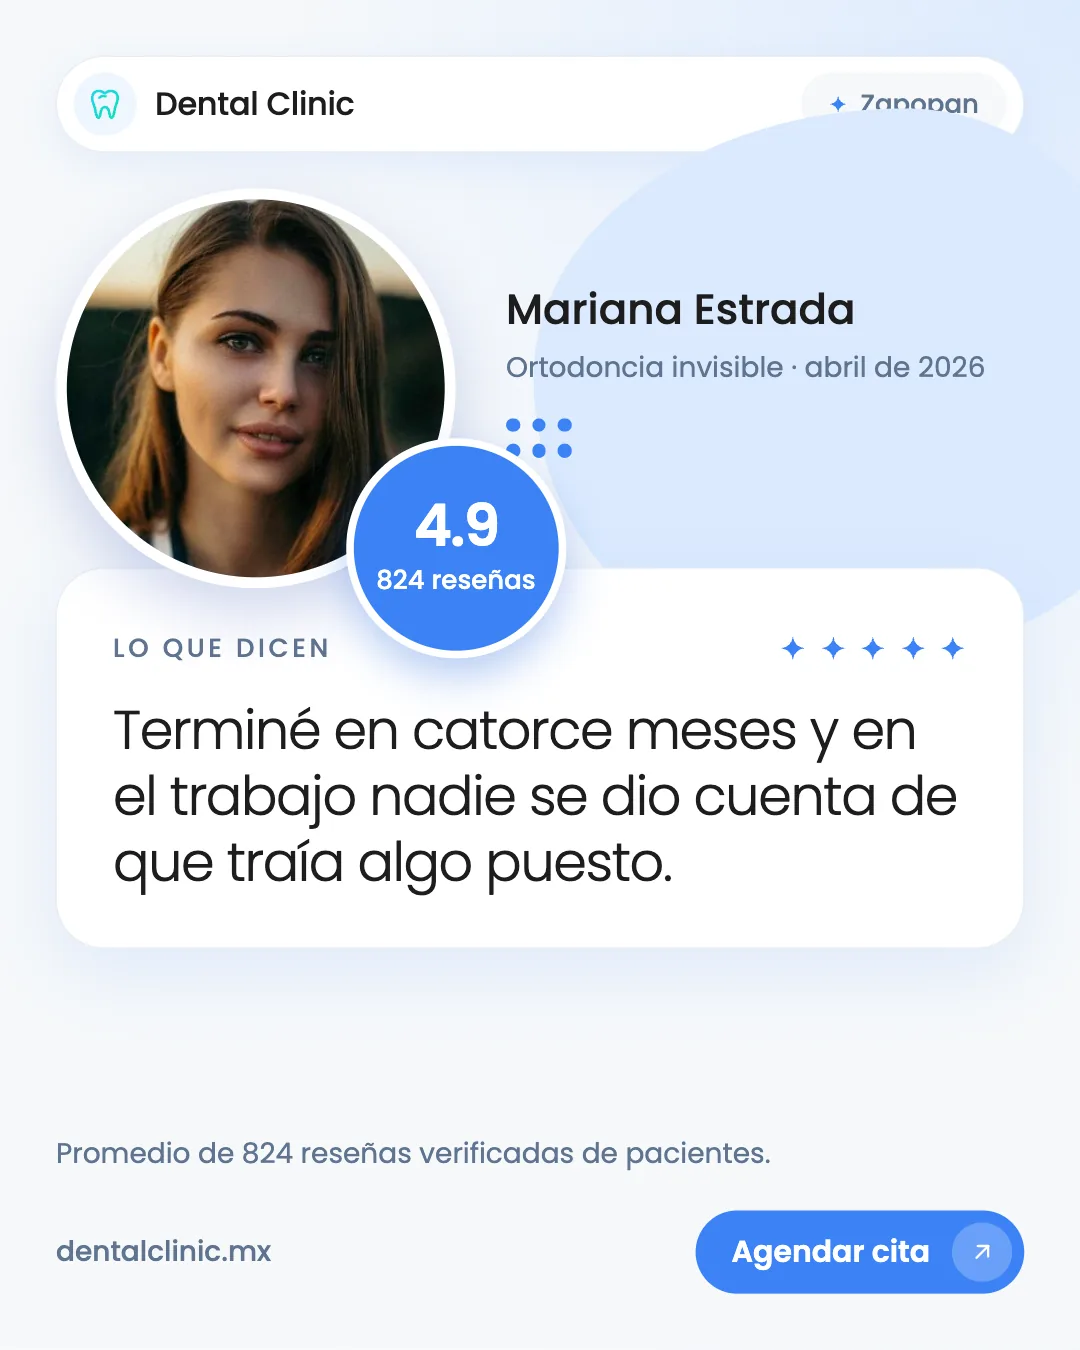 Dental Clinic
Zapopan
Mariana Estrada
Ortodoncia invisible · abril de 2026
4.9
824 reseñas
LO QUE DICEN
Terminé en catorce meses y en
el trabajo nadie se dio cuenta de
que traía algo puesto.
Promedio de 824 reseñas verificadas de pacientes.
dentalclinic.mx
Agendar cita